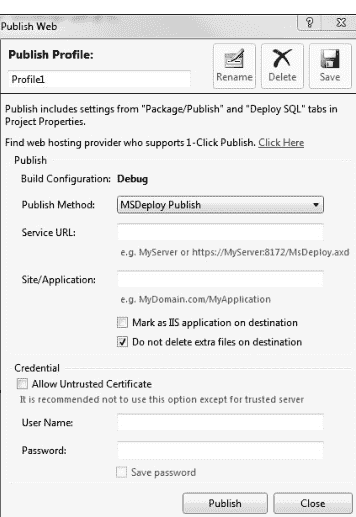 Publish Web
Publish Profile:
Profile1
Rename Delete Save
Publish includes settings from "Package/Publish" and "Deploy SQL" tabs in
Project Properties.
Find web hosting provider who supports 1-Click Publish. Click Here
Publish
Build Configuration: Debug
Publish Method: MSDeploy Publish
Service URL:
e.g. MyServer or https://MyServer:8172/MsDeploy.axd
Site/Application:
e.g. MyDomain.com/MyApplication
Mark as IIS application on destination
Do not delete extra files on destination
Credential
Allow Untrusted Certificate
It is recommended not to use this option except for trusted server
User Name:
Password:
Save password
Publish Close